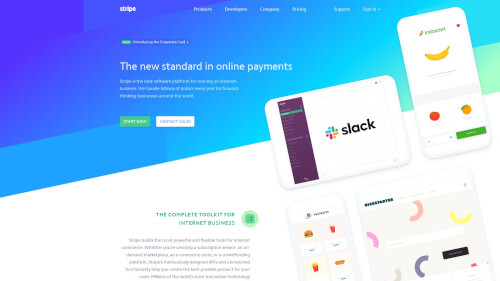 stripe
Products Developers Company Pricing Support Sign in
Introducing the Corporate Card
The new standard in online payments
Stripe is the best software platform for running an internet
business. We handle billions of dollars every year for forward-
thinking businesses around the world.
START NOW
CONTACT SALES
instacart
slack
KICKSTARTER
THE COMPLETE TOOLKIT FOR
INTERNET BUSINESS
Stripe builds the most powerful and flexible tools for internet
commerce. Whether you're creating a subscription service, an on-
demand marketplace, an e-commerce store, or a crowdfunding
platform, Stripe's meticulously designed APIs and unmatched
functionality help you create the best possible product for your
users. Millions of the world's most innovative technology